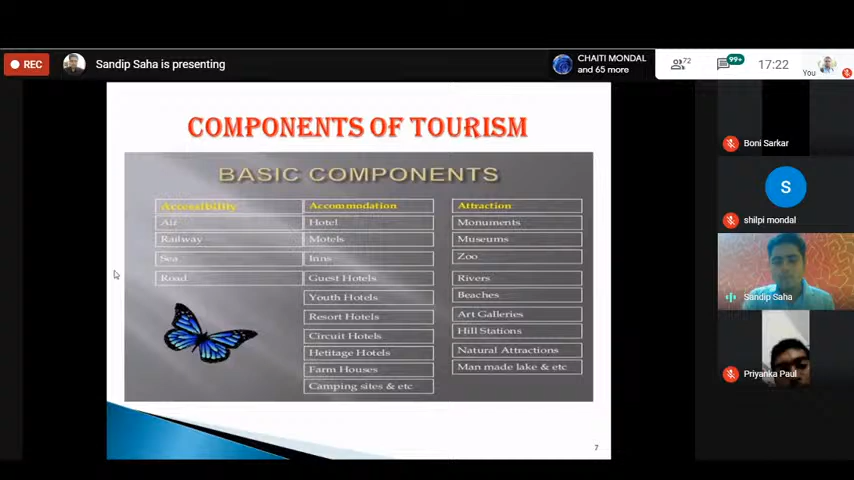 REC
Sandip Saha is presenting
CHAITI MONDAL
and 65 more
72
99+
17:22
You
COMPONENTS OF TOURISM
BASIC COMPONENTS
Accessibility Accommodation Attraction
Air Hotel Monuments
Railway Motels Museums
Sea Inns Zoo
Road Guest Hotels Rivers
Youth Hotels Beaches
Resort Hotels Art Galleries
Circuit Hotels Hill Stations
Hetitage Hotels Natural Attractions
Farm Houses Man made lake & etc
Camping sites & etc
7
Boni Sarkar
S
shilpi mondal
Sandip Saha
Priyanka Paul